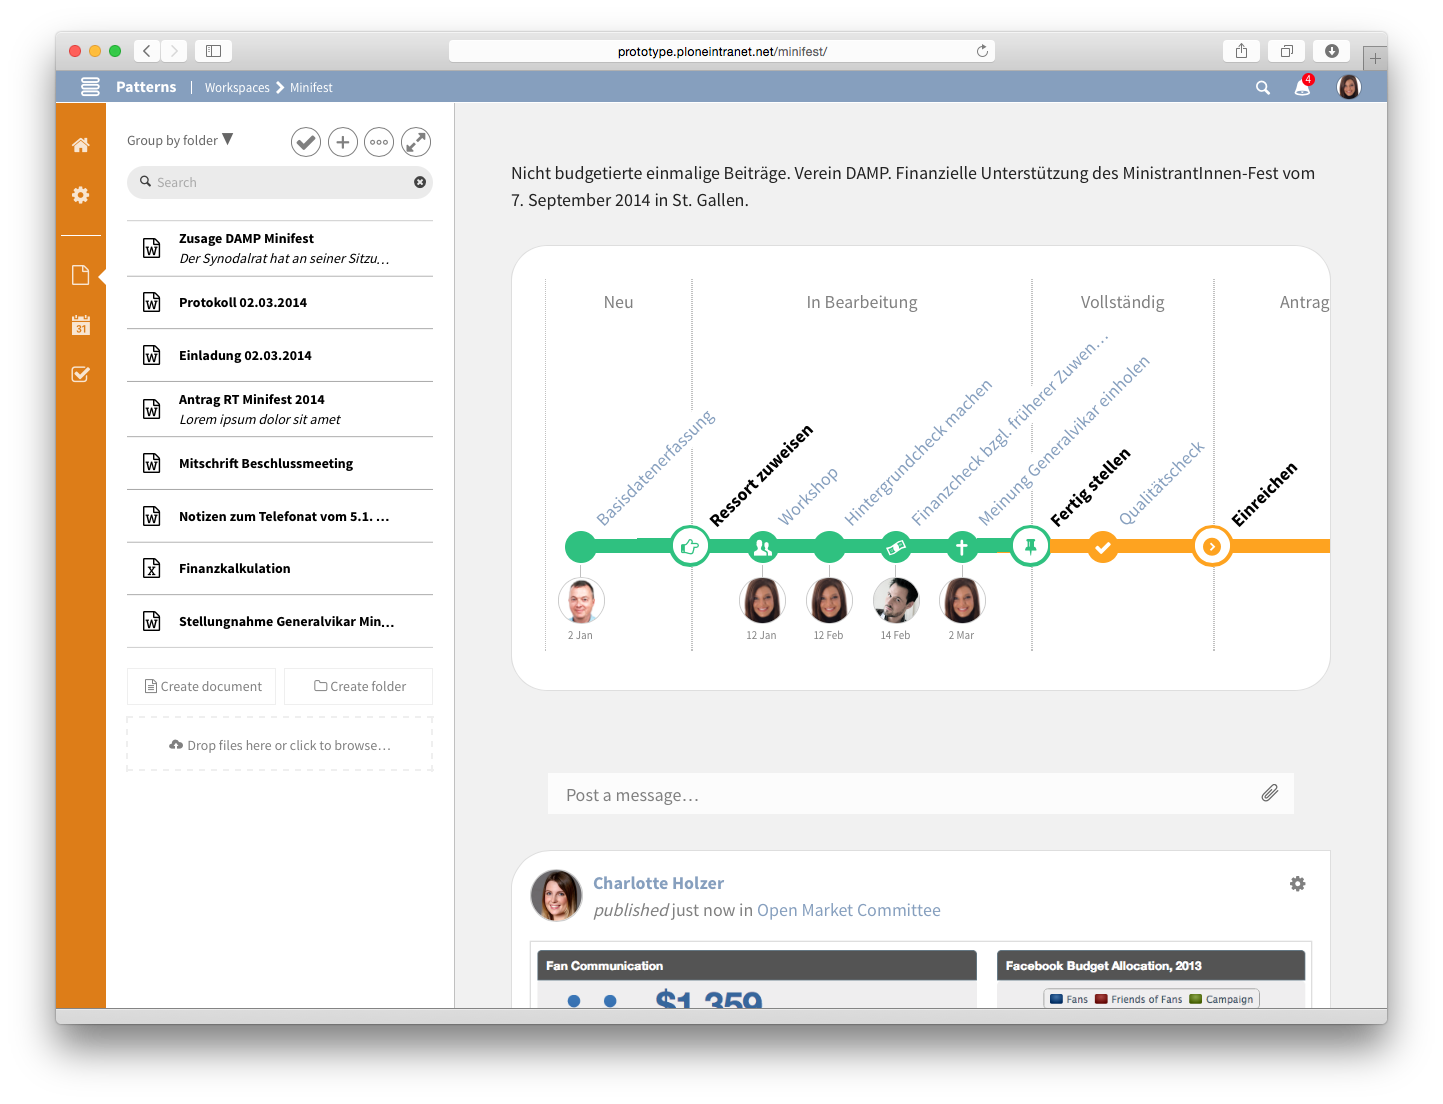 prototype.ploneintranet.net/minifest/
Patterns
Workspaces
Minifest
4
Group by folder
Search
31
Zusage DAMP Minifest
Der Synodalrat hat an seiner Sitzu…
Protokoll 02.03.2014
Einladung 02.03.2014
Antrag RT Minifest 2014
Lorem ipsum dolor sit amet
Mitschrift Beschlussmeeting
Notizen zum Telefonat vom 5.1. …
Finanzkalkulation
Stellungnahme Generalvikar Min…
Create document
Create folder
Drop files here or click to browse…
Nicht budgetierte einmalige Beiträge. Verein DAMP. Finanzielle Unterstützung des MinistrantInnen-Fest vom
7. September 2014 in St. Gallen.
Neu
In Bearbeitung
Vollständig
Antrag
Basisdatenerfassung
Ressort zuweisen
Workshop
Hintergrundcheck machen
Finanzcheck bzgl. früherer Zuwen…
Meinung Generalvikar einholen
Fertig stellen
Qualitätscheck
Einreichen
2 Jan
12 Jan
12 Feb
14 Feb
2 Mar
Post a message…
Charlotte Holzer
published just now in Open Market Committee
Fan Communication
$1,359
Facebook Budget Allocation, 2013
Fans
Friends of Fans
Campaign